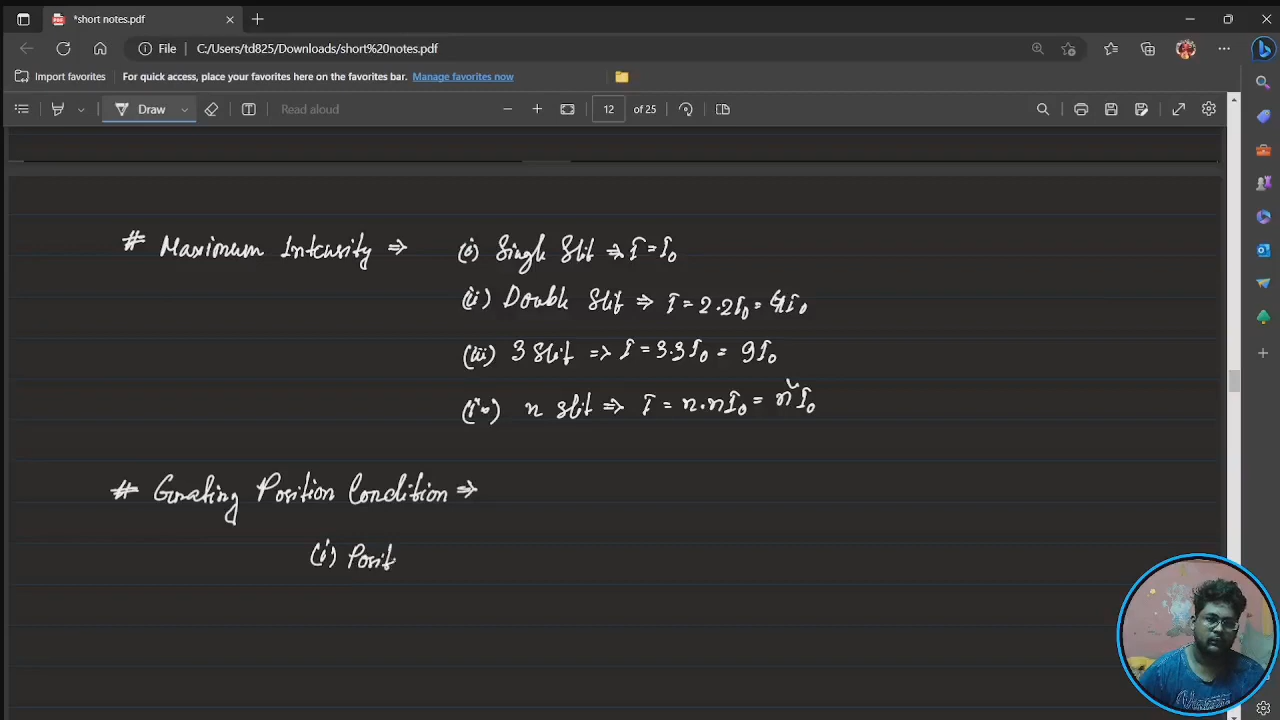 *short notes.pdf
File C:/Users/td825/Downloads/short%20notes.pdf
Import favorites For quick access, place your favorites here on the favorites bar. Manage favorites now
Draw Read aloud 12 of 25
# Maximum Intensity ⇒ (i) Single Slit ⇒ I = I₀
(ii) Double Slit ⇒ I = 2.2I₀ = 4I₀
(iii) 3 Slit ⇒ I = 3.3I₀ = 9I₀
(iv) n slit ⇒ I = n.nI₀ = n²I₀
# Grating Position Condition ⇒
(i) Posit